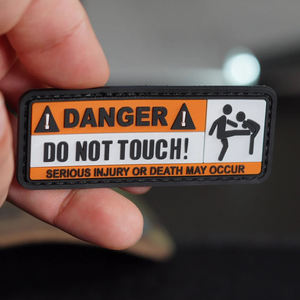 DANGER
DO NOT TOUCH!
SERIOUS INJURY OR DEATH MAY OCCUR